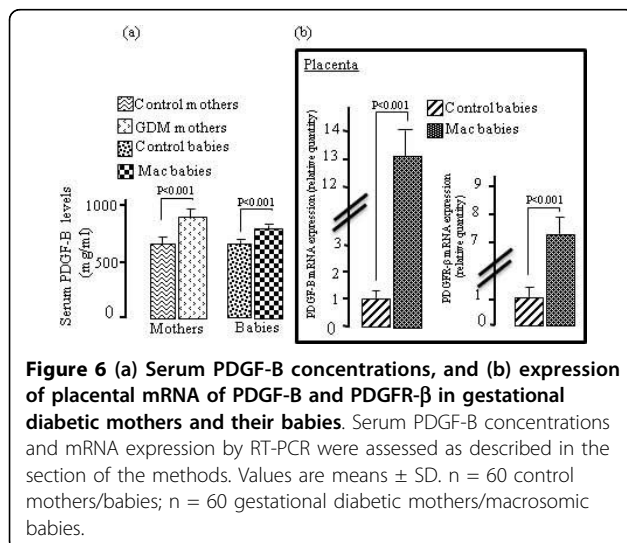 (a)
(b)
Control mothers
GDM mothers
Control babies
Mac babies
Serum PDGF-B levels
(mg/ml)
1000
500
0
P<0.001
P<0.001
Mothers
Babies
Placenta
PDGF-B mRNA expression (relative quantity)
14
13
12
3
2
1
0
P<0.001
Control babies
Mac babies
PDGFR-β mRNA expression
(relative quantity)
9
8
7
1
0
P<0.001
Figure 6 (a) Serum PDGF-B concentrations, and (b) expression
of placental mRNA of PDGF-B and PDGFR-β in gestational
diabetic mothers and their babies. Serum PDGF-B concentrations
and mRNA expression by RT-PCR were assessed as described in the
section of the methods. Values are means ± SD. n = 60 control
mothers/babies; n = 60 gestational diabetic mothers/macrosomic
babies.